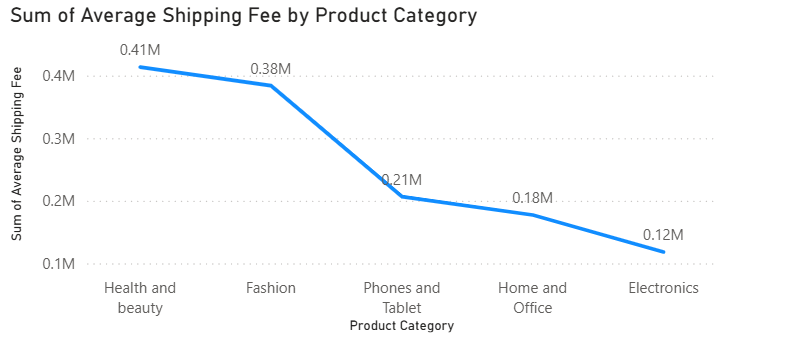 Sum of Average Shipping Fee by Product Category
Sum of Average Shipping Fee
0.4M
0.3M
0.2M
0.1M
0.41M
0.38M
0.21M
0.18M
0.12M
Health and
beauty
Fashion
Phones and
Tablet
Home and
Office
Electronics
Product Category